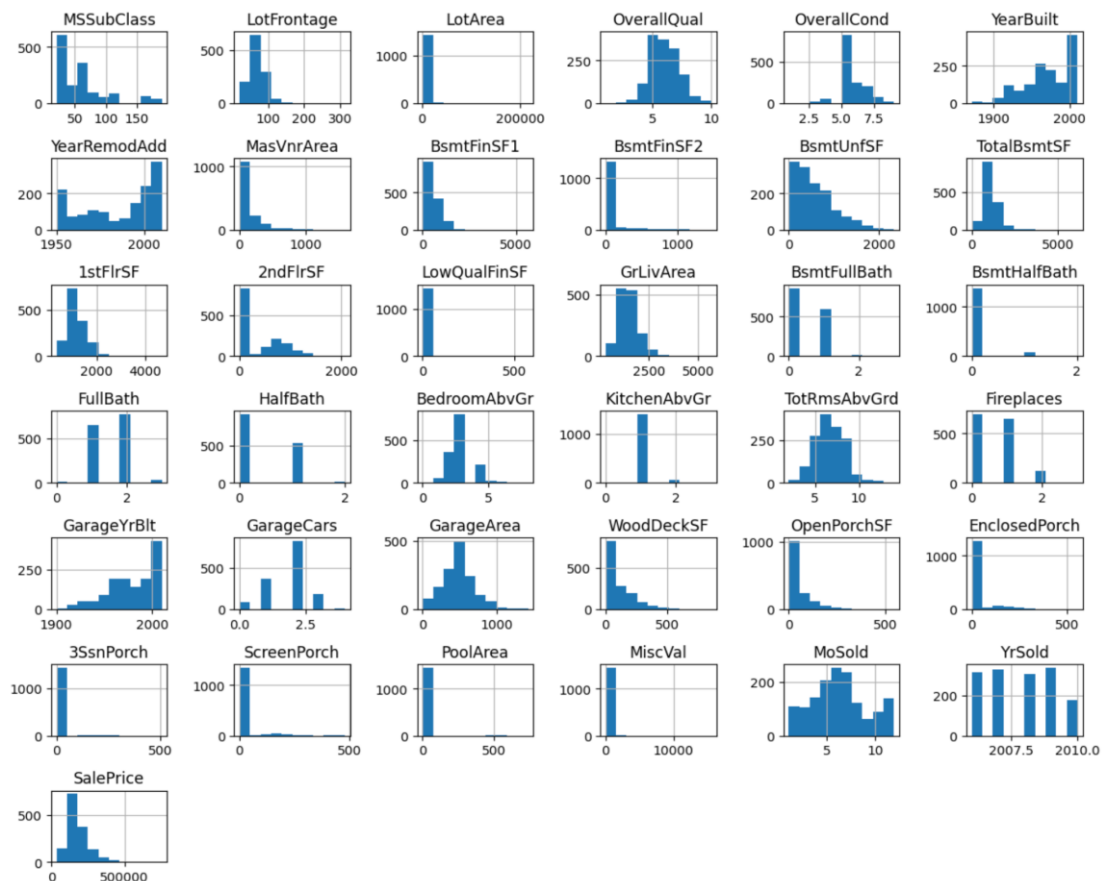 MSSubClass LotFrontage LotArea OverallQual OverallCond YearBuilt
500 500 1000 250 500 250
0 0 0 0 0 0
50 100 150 100 200 300 0 200000 5 10 2.5 5.0 7.5 1900 2000
YearRemodAdd MasVnrArea BsmtFinSF1 BsmtFinSF2 BsmtUnfSF TotalBsmtSF
200 1000 500 1000 200 500
0 0 0 0 0 0
1950 2000 0 1000 0 5000 0 1000 0 2000 0 5000
1stFlrSF 2ndFlrSF LowQualFinSF GrLivArea BsmtFullBath BsmtHalfBath
500 500 1000 500 500 1000
0 0 0 0 0 0
2000 4000 0 2000 0 500 2500 5000 0 2 0 2
FullBath HalfBath BedroomAbvGr KitchenAbvGr TotRmsAbvGrd Fireplaces
500 500 500 1000 250 500
0 0 0 0 0 0
0 2 0 2 0 5 0 2 5 10 0 2
GarageYrBlt GarageCars GarageArea WoodDeckSF OpenPorchSF EnclosedPorch
250 500 500 500 1000 1000
0 0 0 0 0 0
1900 2000 0.0 2.5 0 1000 0 500 0 500 0 500
3SsnPorch ScreenPorch PoolArea MiscVal MoSold YrSold
1000 1000 1000 1000 200 200
0 0 0 0 0 0
0 500 0 500 0 500 0 10000 5 10 2007.5 2010.0
SalePrice
500
0
0 500000